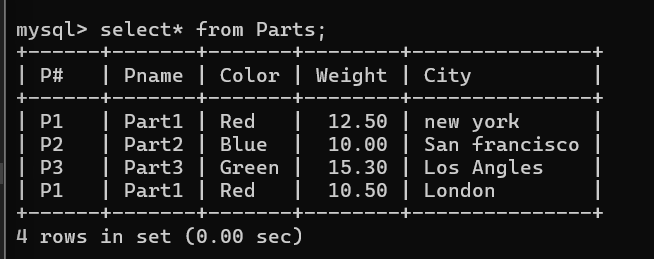 mysql> select* from Parts;
+------+-------+-------+--------+---------------+
| P#   | Pname | Color | Weight | City          |
+------+-------+-------+--------+---------------+
| P1   | Part1 | Red   |  12.50 | new york      |
| P2   | Part2 | Blue  |  10.00 | San francisco |
| P3   | Part3 | Green |  15.30 | Los Angles    |
| P1   | Part1 | Red   |  10.50 | London        |
+------+-------+-------+--------+---------------+
4 rows in set (0.00 sec)